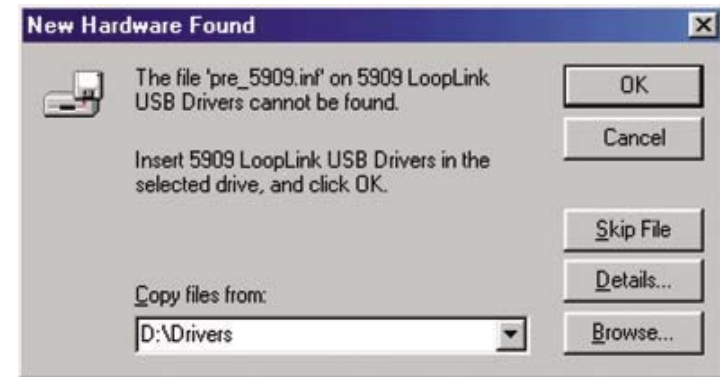 New Hardware Found
The file 'pre_5909.inf' on 5909 LoopLink
USB Drivers cannot be found.
Insert 5909 LoopLink USB Drivers in the
selected drive, and click OK.
Copy files from:
D:\Drivers
OK
Cancel
Skip File
Details...
Browse...